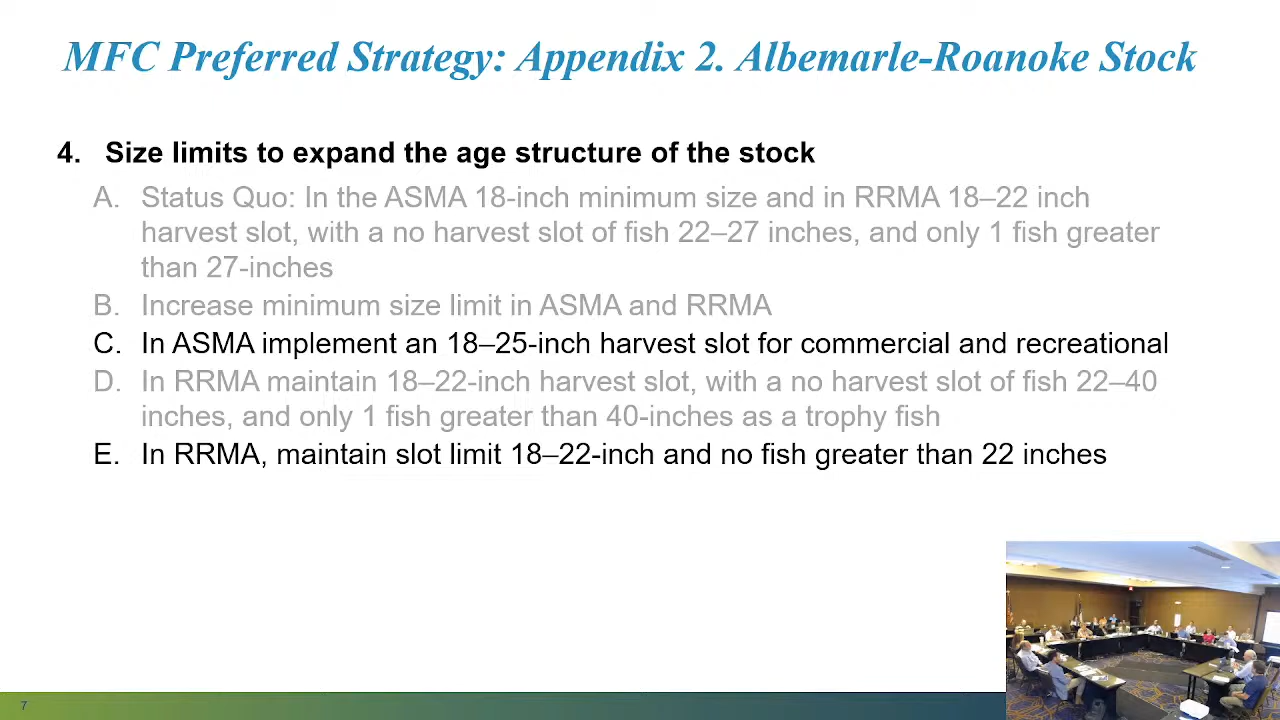 MFC Preferred Strategy: Appendix 2. Albemarle-Roanoke Stock
4. Size limits to expand the age structure of the stock
A. Status Quo: In the ASMA 18-inch minimum size and in RRMA 18–22 inch
harvest slot, with a no harvest slot of fish 22–27 inches, and only 1 fish greater
than 27-inches
B. Increase minimum size limit in ASMA and RRMA
C. In ASMA implement an 18–25-inch harvest slot for commercial and recreational
D. In RRMA maintain 18–22-inch harvest slot, with a no harvest slot of fish 22–40
inches, and only 1 fish greater than 40-inches as a trophy fish
E. In RRMA, maintain slot limit 18–22-inch and no fish greater than 22 inches
7